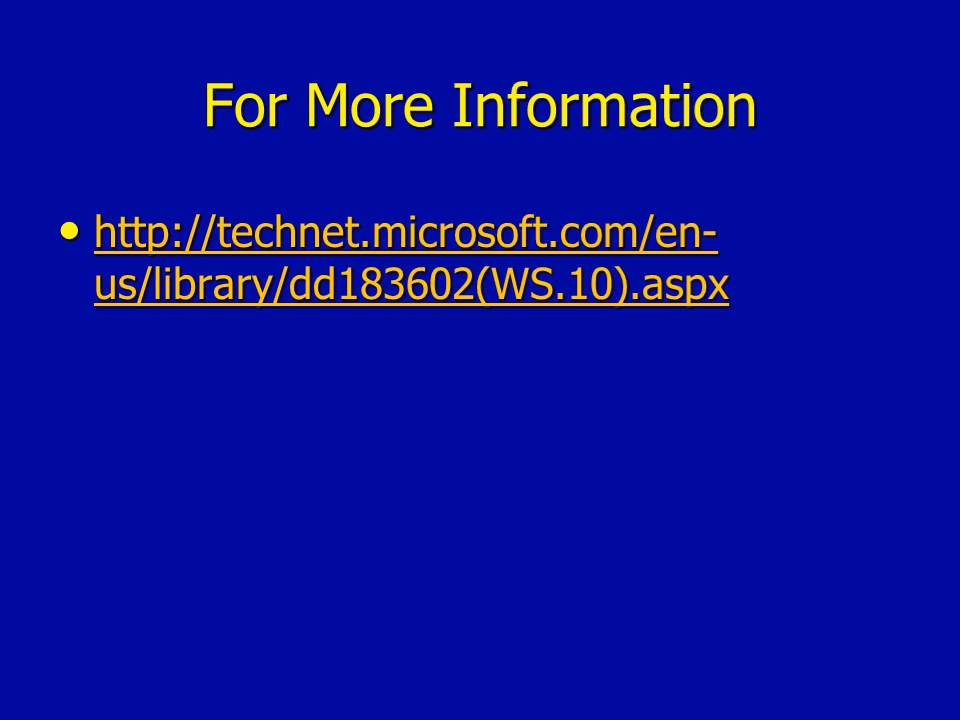 For More Information
• http://technet.microsoft.com/en-
us/library/dd183602(WS.10).aspx